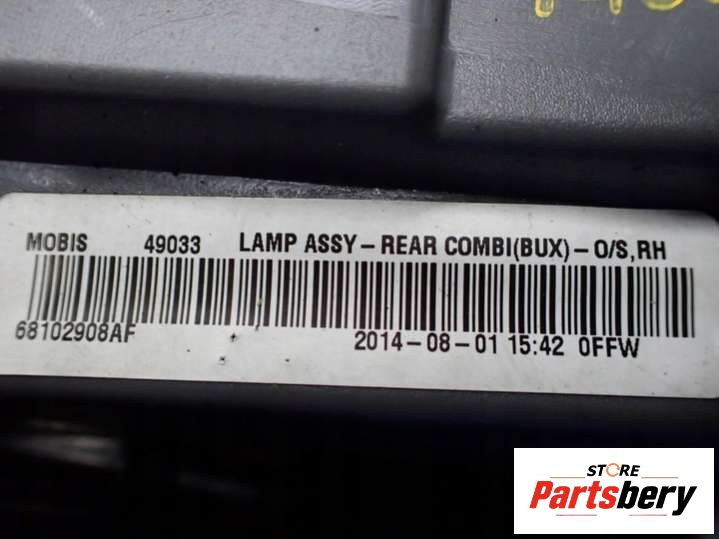 MOBIS 49033 LAMP ASSY-REAR COMBI(BUX)-O/S,RH
68102908AF 2014-08-01 15:42 0FFW
STORE
Partsbery